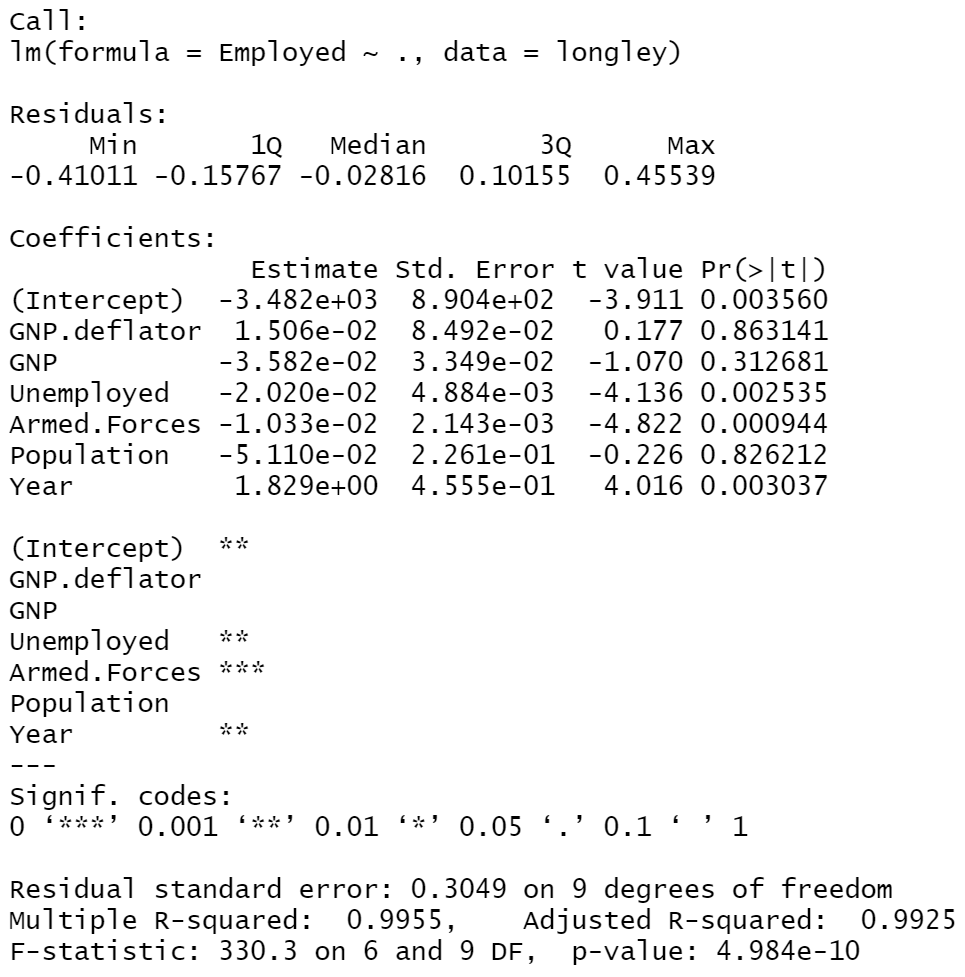 Call:
lm(formula = Employed ~ ., data = longley)

Residuals:
     Min       1Q   Median       3Q      Max
-0.41011 -0.15767 -0.02816  0.10155  0.45539

Coefficients:
               Estimate Std. Error t value Pr(>|t|)
(Intercept)  -3.482e+03  8.904e+02  -3.911 0.003560
GNP.deflator  1.506e-02  8.492e-02   0.177 0.863141
GNP          -3.582e-02  3.349e-02  -1.070 0.312681
Unemployed   -2.020e-02  4.884e-03  -4.136 0.002535
Armed.Forces -1.033e-02  2.143e-03  -4.822 0.000944
Population   -5.110e-02  2.261e-01  -0.226 0.826212
Year          1.829e+00  4.555e-01   4.016 0.003037

(Intercept)  **
GNP.deflator
GNP
Unemployed   **
Armed.Forces ***
Population
Year         **
---
Signif. codes:
0 ‘***’ 0.001 ‘**’ 0.01 ‘*’ 0.05 ‘.’ 0.1 ‘ ’ 1

Residual standard error: 0.3049 on 9 degrees of freedom
Multiple R-squared:  0.9955,    Adjusted R-squared:  0.9925
F-statistic: 330.3 on 6 and 9 DF,  p-value: 4.984e-10